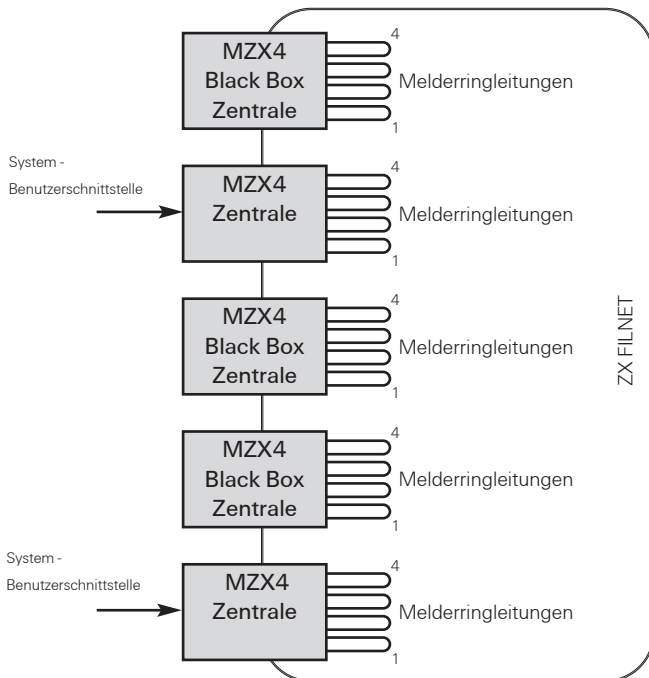 4
MZX4
Black Box
Zentrale
Melderringleitungen
1
System -
Benutzerschnittstelle
4
MZX4
Zentrale
Melderringleitungen
1
4
MZX4
Black Box
Zentrale
Melderringleitungen
1
ZX FILNET
4
MZX4
Black Box
Zentrale
Melderringleitungen
1
System -
Benutzerschnittstelle
4
MZX4
Zentrale
Melderringleitungen
1